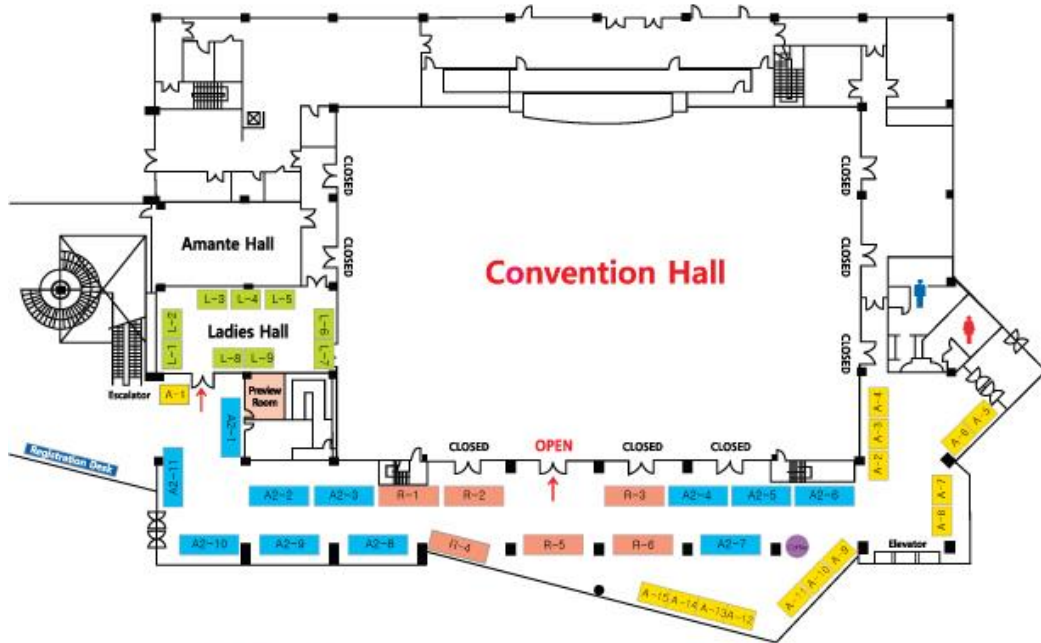 CLOSED
CLOSED
Amante Hall
CLOSED
CLOSED
Convention Hall
L-3
L-4
L-5
L-2
L-1
Ladies Hall
L-6
L-7
L-8
L-9
CLOSED
Escalator
A-1
Preview
Room
A2-1
A-4
A-3
A-2
A-5
A-6
Registration Desk
A2-11
CLOSED
OPEN
CLOSED
CLOSED
A2-2
A2-3
R-1
R-2
R-3
A2-4
A2-5
A2-6
A-7
A-8
A2-10
A2-9
A2-8
R-4
R-5
R-6
A2-7
Elevator
A-9
A-10
A-11
A-15
A-14
A-13
A-12